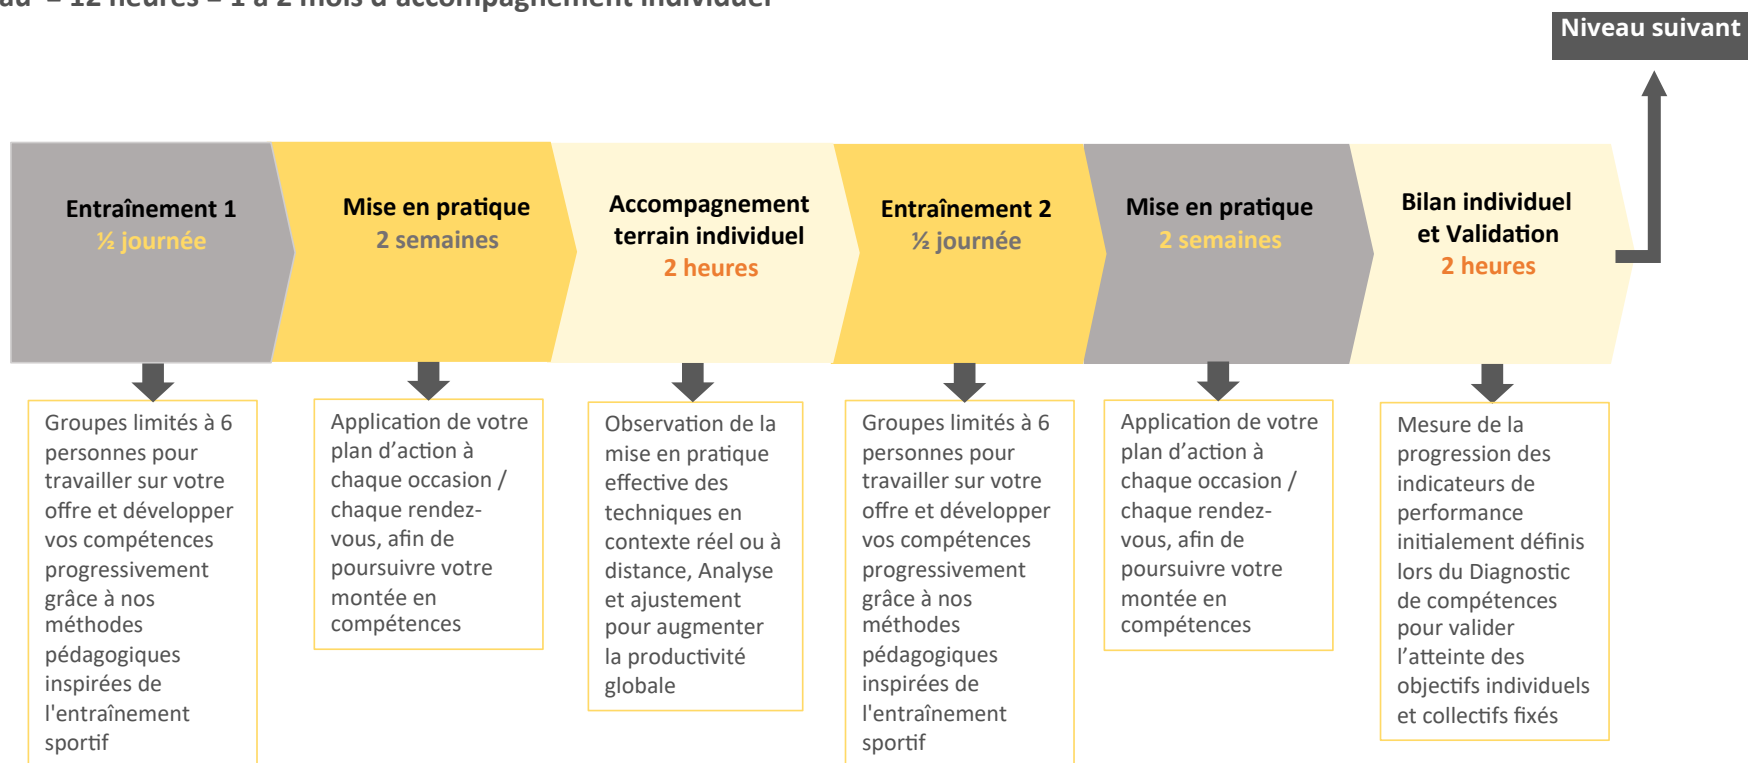 = 12 heures = 1 à 2 mois d'accompagnement individuel
Niveau suivant
Entraînement 1
½ journée
Mise en pratique
2 semaines
Accompagnement
terrain individuel
2 heures
Entraînement 2
½ journée
Mise en pratique
2 semaines
Bilan individuel
et Validation
2 heures
Groupes limités à 6
personnes pour
travailler sur votre
offre et développer
vos compétences
progressivement
grâce à nos
méthodes
pédagogiques
inspirées de
l'entraînement
sportif
Application de votre
plan d’action à
chaque occasion /
chaque rendez-
vous, afin de
poursuivre votre
montée en
compétences
Observation de la
mise en pratique
effective des
techniques en
contexte réel ou à
distance, Analyse
et ajustement
pour augmenter
la productivité
globale
Groupes limités à 6
personnes pour
travailler sur votre
offre et développer
vos compétences
progressivement
grâce à nos
méthodes
pédagogiques
inspirées de
l'entraînement
sportif
Application de votre
plan d’action à
chaque occasion /
chaque rendez-
vous, afin de
poursuivre votre
montée en
compétences
Mesure de la
progression des
indicateurs de
performance
initialement définis
lors du Diagnostic
de compétences
pour valider
l’atteinte des
objectifs individuels
et collectifs fixés